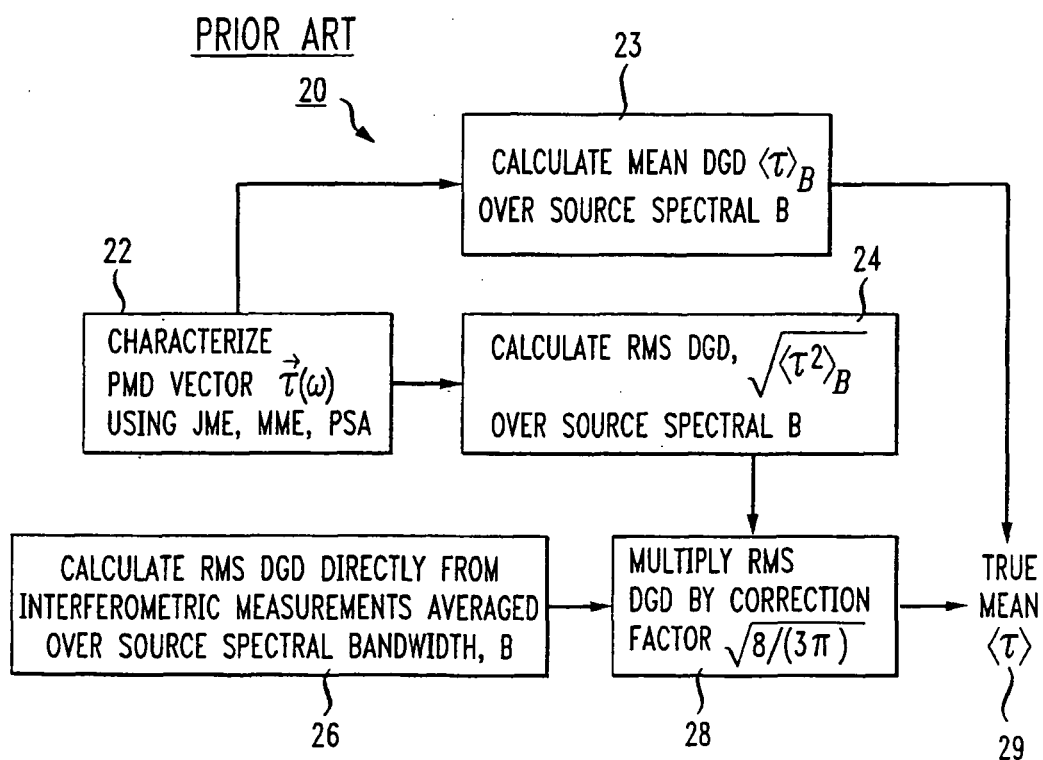 PRIOR ART
20
23
CALCULATE MEAN DGD ⟨τ⟩_B
OVER SOURCE SPECTRAL B
22
CHARACTERIZE
PMD VECTOR τ⃗(ω)
USING JME, MME, PSA
24
CALCULATE RMS DGD, √⟨τ²⟩_B
OVER SOURCE SPECTRAL B
CALCULATE RMS DGD DIRECTLY FROM
INTERFEROMETRIC MEASUREMENTS AVERAGED
OVER SOURCE SPECTRAL BANDWIDTH, B
26
MULTIPLY RMS
DGD BY CORRECTION
FACTOR √8/(3π)
28
TRUE
MEAN
⟨τ⟩
29